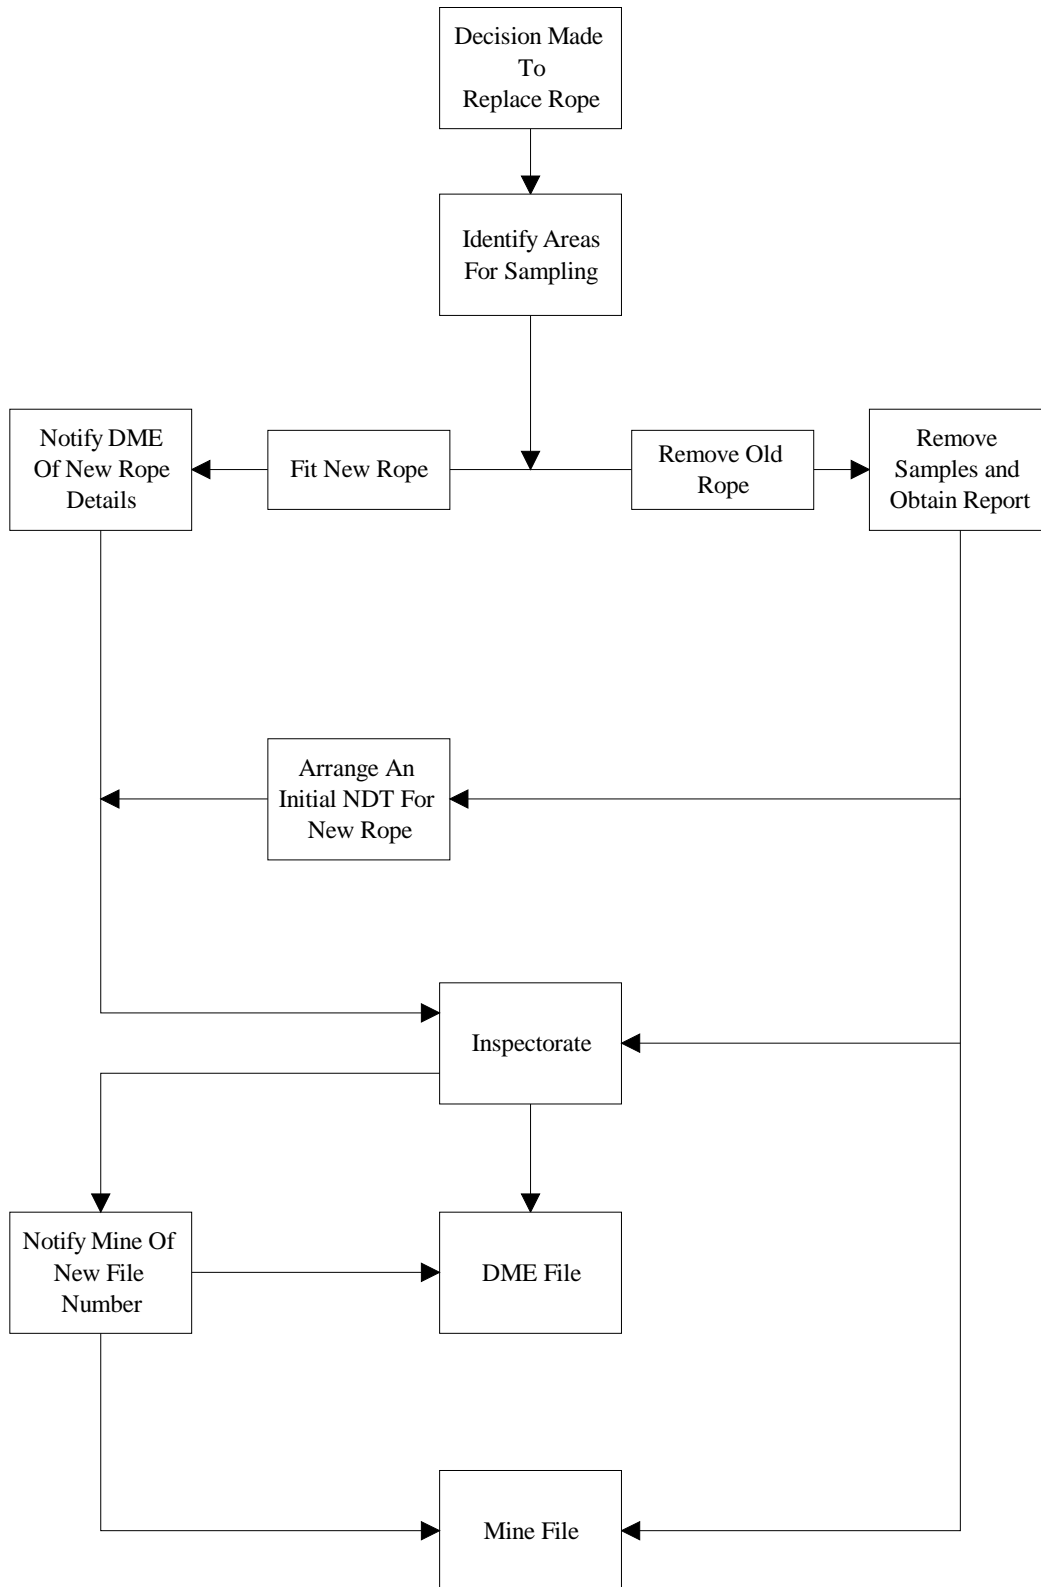 Decision Made
To
Replace Rope
Identify Areas
For Sampling
Notify DME
Of New Rope
Details
Fit New Rope
Remove Old
Rope
Remove
Samples and
Obtain Report
Arrange An
Initial NDT For
New Rope
Inspectorate
Notify Mine Of
New File
Number
DME File
Mine File